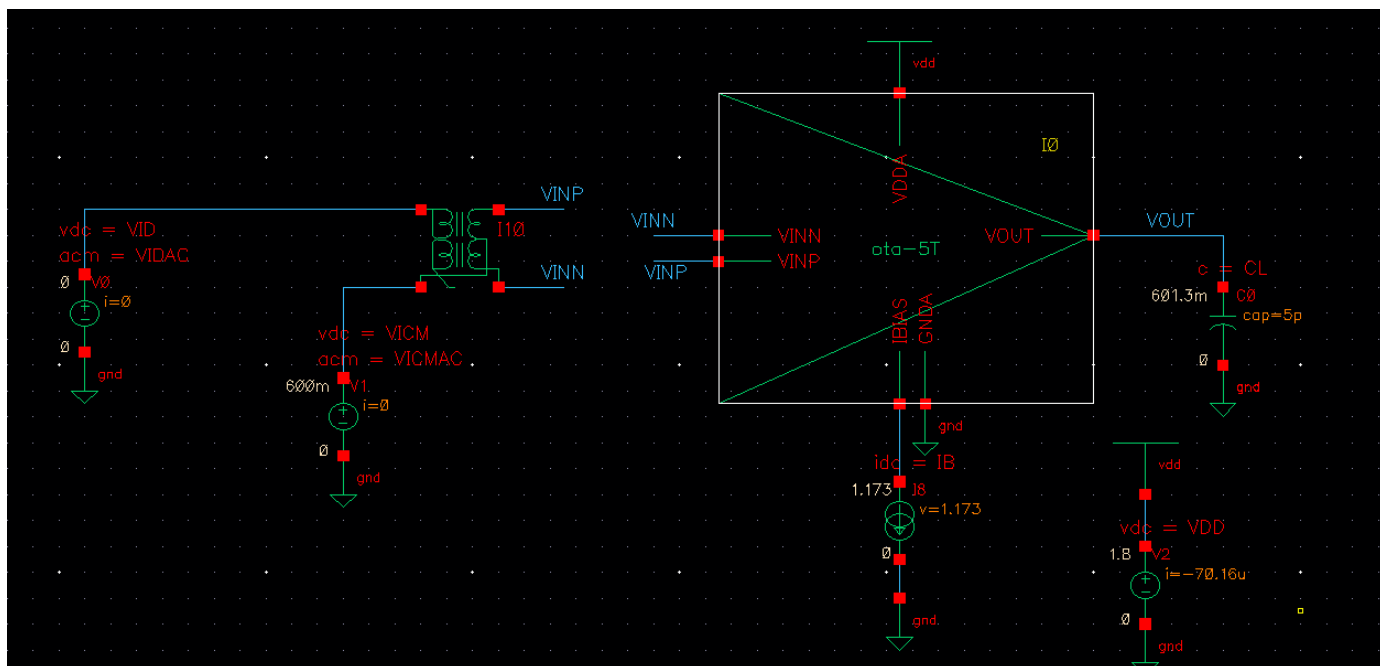 vdd
I0
VDDA
VINP
I10
vdc = VID
acm = VIDAC
0
V0
i=0
0
gnd
VINN
vdc = VICM
acm = VICMAC
600m
V1
i=0
0
gnd
VINN
VINP
VINN
VINP
ota-5T
VOUT
VOUT
IBIAS
GNDA
gnd
c = CL
601.3m
C0
cap=5p
0
gnd
idc = IB
1.173
I8
v=1.173
0
gnd
vdd
vdc = VDD
1.8
V2
i=-70.16u
0
gnd